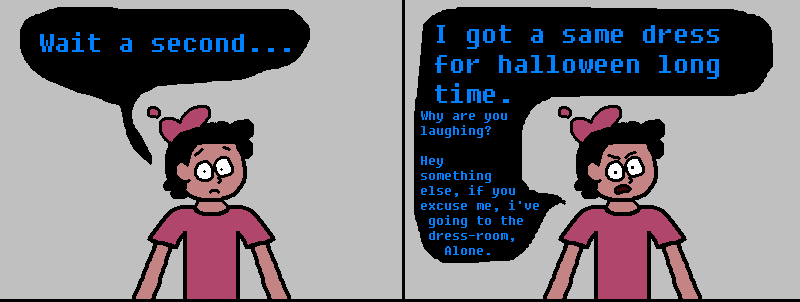 Wait a second...
I got a same dress
for halloween long
time.
Why are you
laughing?
Hey
something
else, if you
excuse me, i've
going to the
dress-room,
Alone.